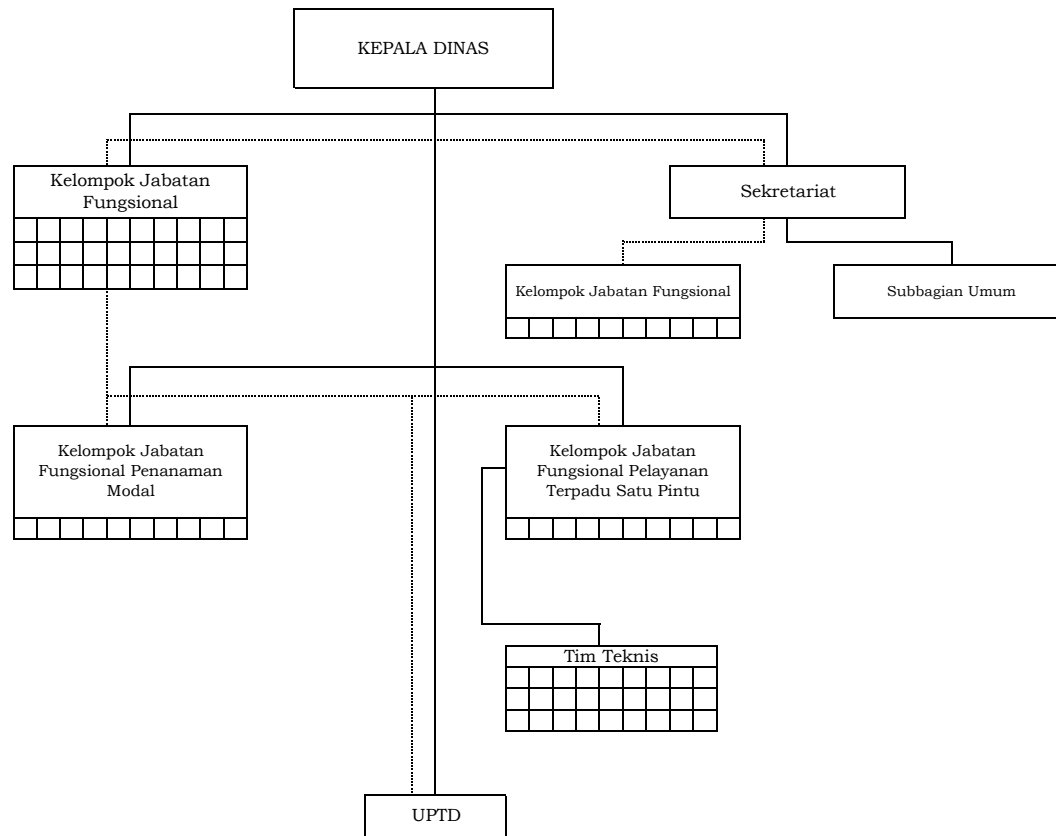 KEPALA DINAS
Kelompok Jabatan
Fungsional
Sekretariat
Kelompok Jabatan Fungsional
Subbagian Umum
Kelompok Jabatan
Fungsional Penanaman
Modal
Kelompok Jabatan
Fungsional Pelayanan
Terpadu Satu Pintu
Tim Teknis
UPTD